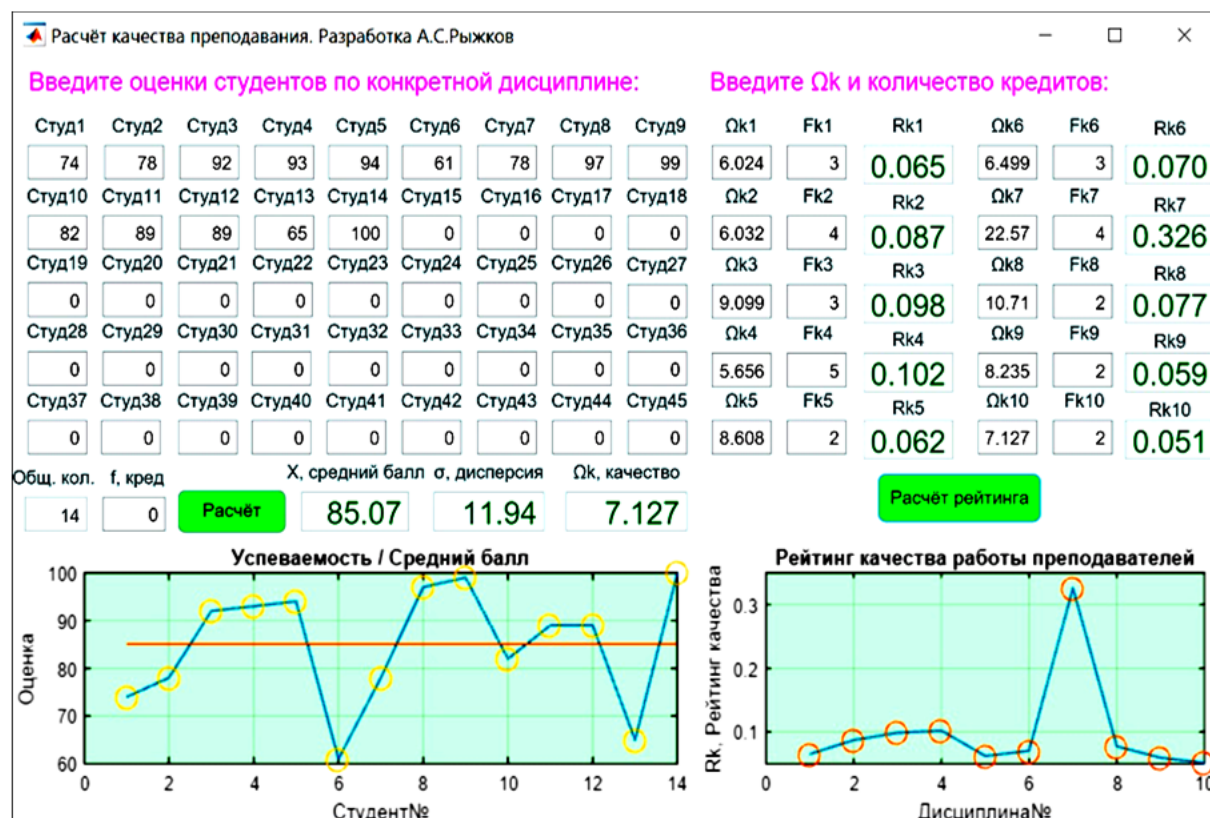 Расчёт качества преподавания. Разработка А.С.Рыжков
Введите оценки студентов по конкретной дисциплине:
Студ1 Студ2 Студ3 Студ4 Студ5 Студ6 Студ7 Студ8 Студ9
74 78 92 93 94 61 78 97 99
Студ10 Студ11 Студ12 Студ13 Студ14 Студ15 Студ16 Студ17 Студ18
82 89 89 65 100 0 0 0 0
Студ19 Студ20 Студ21 Студ22 Студ23 Студ24 Студ25 Студ26 Студ27
0 0 0 0 0 0 0 0 0
Студ28 Студ29 Студ30 Студ31 Студ32 Студ33 Студ34 Студ35 Студ36
0 0 0 0 0 0 0 0 0
Студ37 Студ38 Студ39 Студ40 Студ41 Студ42 Студ43 Студ44 Студ45
0 0 0 0 0 0 0 0 0
Общ. кол. f, кред X, средний балл σ, дисперсия Ωk, качество
14 0 Расчёт 85.07 11.94 7.127
Введите Ωk и количество кредитов:
Ωk1 Fk1 Rk1 Ωk6 Fk6 Rk6
6.024 3 0.065 6.499 3 0.070
Ωk2 Fk2 Rk2 Ωk7 Fk7 Rk7
6.032 4 0.087 22.57 4 0.326
Ωk3 Fk3 Rk3 Ωk8 Fk8 Rk8
9.099 3 0.098 10.71 2 0.077
Ωk4 Fk4 Rk4 Ωk9 Fk9 Rk9
5.656 5 0.102 8.235 2 0.059
Ωk5 Fk5 Rk5 Ωk10 Fk10 Rk10
8.608 2 0.062 7.127 2 0.051
Расчёт рейтинга
Успеваемость / Средний балл
Оценка
100
90
80
70
60
0 2 4 6 8 10 12 14
Студент№
Рейтинг качества работы преподавателей
Rk, Рейтинг качества
0.3
0.2
0.1
0 2 4 6 8 10
Дисциплина№